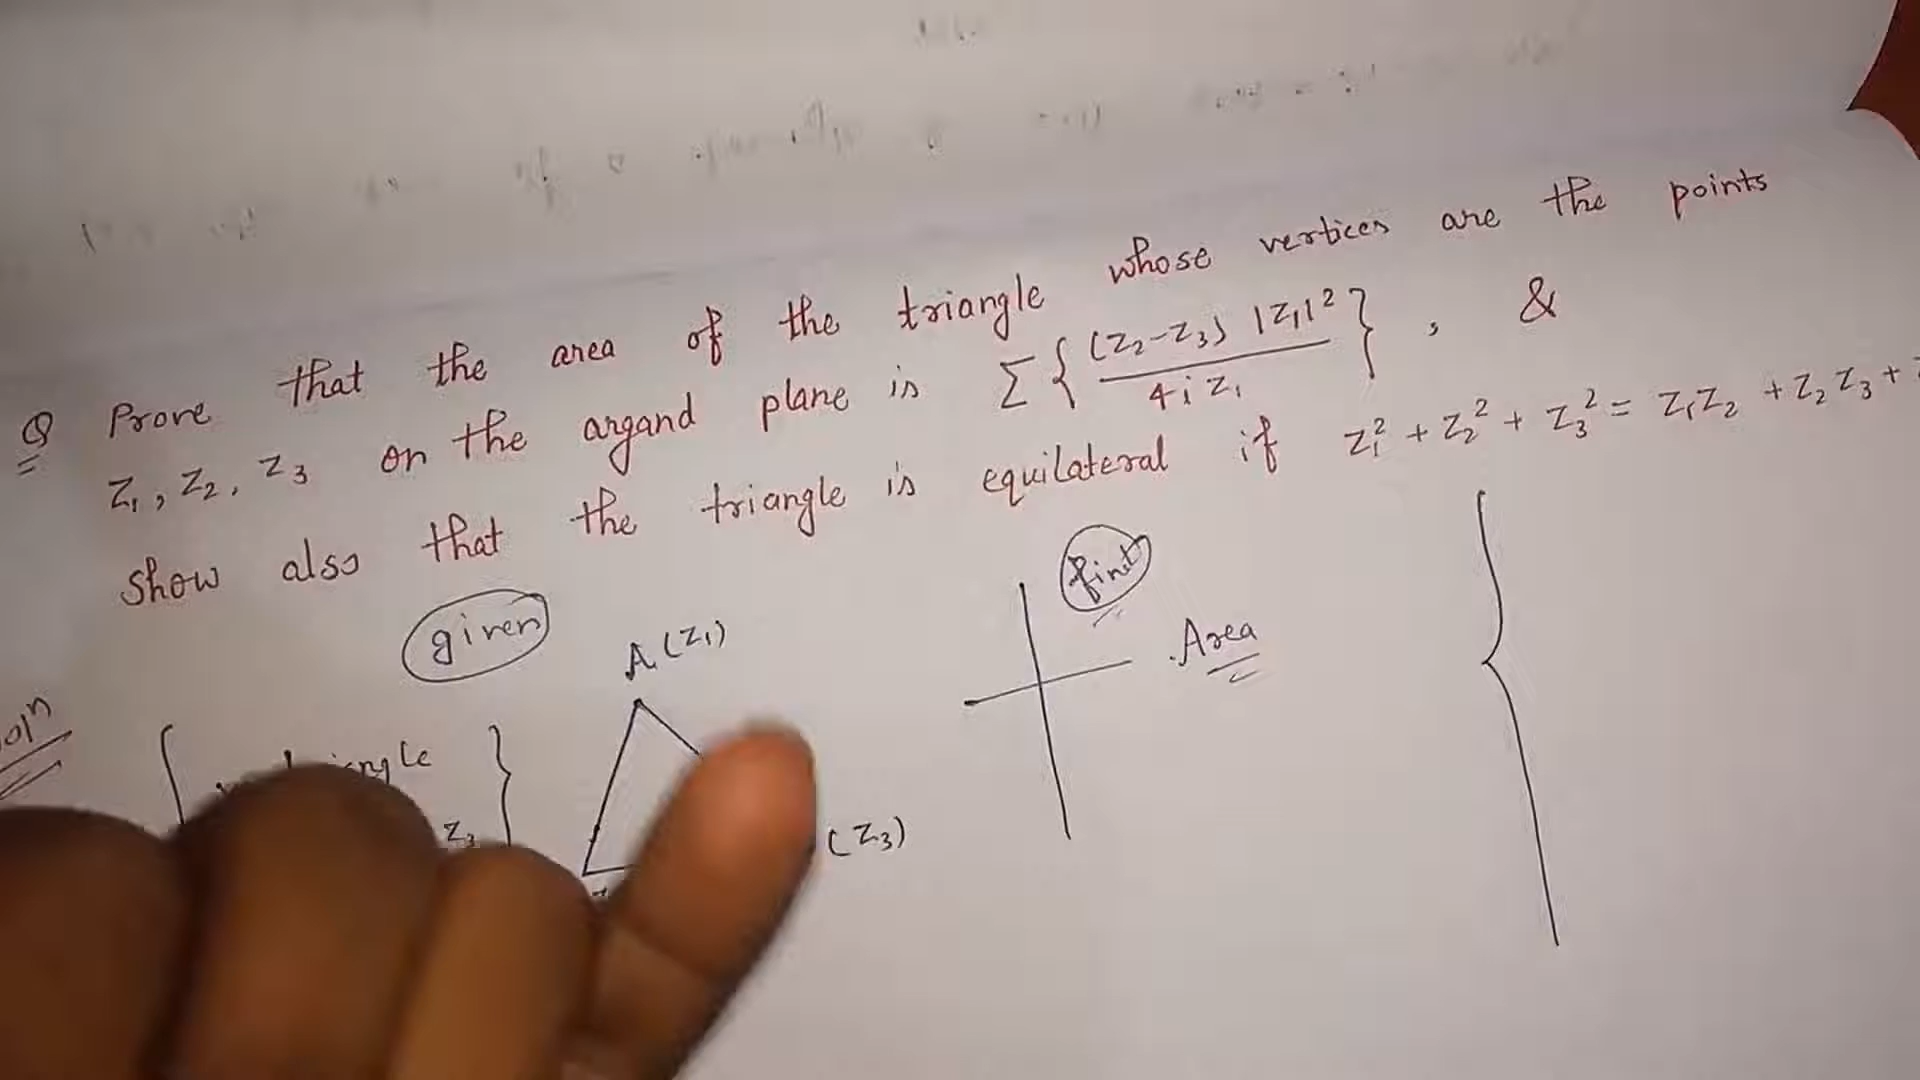 Q Prove that the area of the triangle whose vertices are the points
Z₁, Z₂, Z₃ on the argand plane is Σ{(Z₂-Z₃) |Z₁|² / 4iZ₁}, &
Show also that the triangle is equilateral if Z₁² + Z₂² + Z₃² = Z₁Z₂ + Z₂Z₃ +
given
find
A (Z₁)
Area
(Z₃)